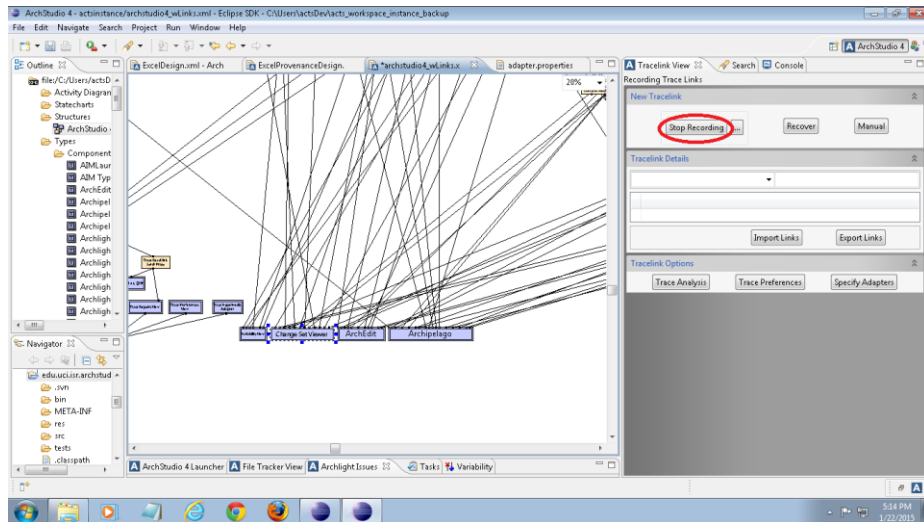 ArchStudio 4 - actsinstance/archstudio4_wLinks.xml - Eclipse SDK - C:\Users\actsDev\acts_workspace_instance_backup
File Edit Navigate Search Project Run Window Help
ArchStudio 4
Outline
file:/C:/Users/actsD
Activity Diagran
Statecharts
Structures
ArchStudio
Types
Component
AIMLaur
AIM Typ
ArchEdit
Archipel
Archipel
Archipel
Archligh
Archligh
Archligh
Archligh
Archligh
Archligh
Navigator
edu.uci.isr.archstud
.svn
bin
META-INF
res
src
tests
.classpath
ExcelDesign.xml - Arch
ExcelProvenanceDesign.
*archstudio4_wLinks.x
adapter.properties
20%
Change Set Viewer
ArchEdit
Archipelago
ArchStudio 4 Launcher
File Tracker View
Archlight Issues
Tasks
Variability
Tracelink View
Search
Console
Recording Trace Links
New Tracelink
Stop Recording
...
Recover
Manual
Tracelink Details
Import Links
Export Links
Tracelink Options
Trace Analysis
Trace Preferences
Specify Adapters
5:14 PM
1/22/2015